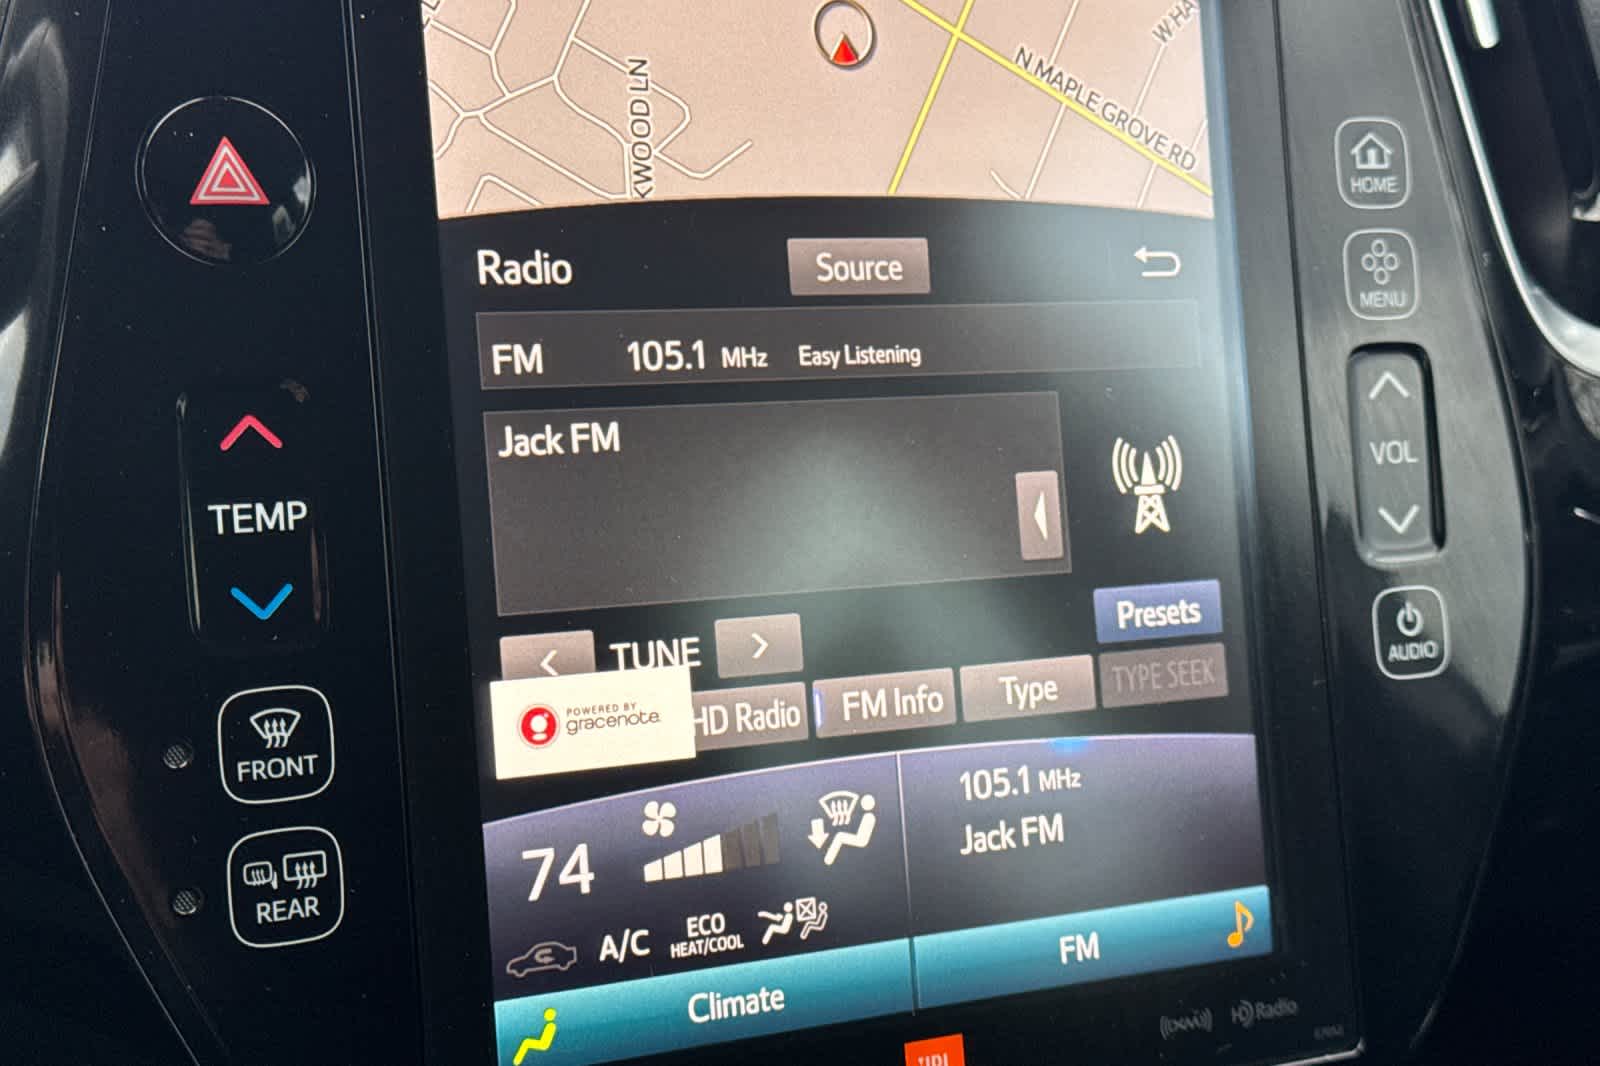 KWOOD LN
N MAPLE GROVE RD
W HA
HOME
MENU
Radio
Source
FM 105.1 MHz Easy Listening
Jack FM
VOL
AUDIO
TEMP
< TUNE >
Presets
POWERED BY
gracenote.
HD Radio
FM Info
Type
TYPE SEEK
FRONT
REAR
74
A/C
ECO
HEAT/COOL
Climate
105.1 MHz
Jack FM
FM
((XM))
HD Radio
JBL